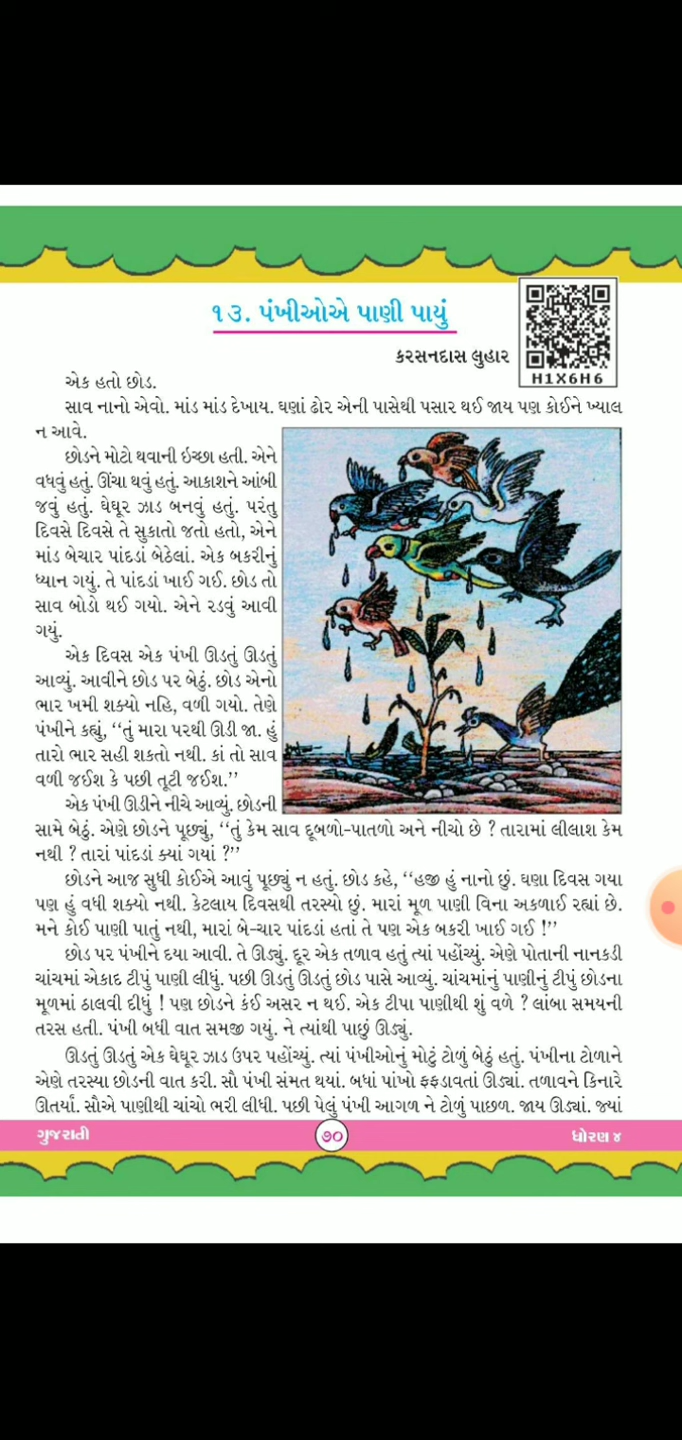 ૧૩. પંખીઓએ પાણી પાયું
કરસનદાસ લુહાર
H1X6H6
એક હતો છોડ.
સાવ નાનો એવો. માંડ માંડ દેખાય. ઘણાં ઢોર એની પાસેથી પસાર થઈ જાય પણ કોઈને ખ્યાલ
ન આવે.
છોડને મોટો થવાની ઇચ્છા હતી. એને
વધવું હતું. ઊંચા થવું હતું. આકાશને આંબી
જવું હતું. ઘેઘૂર ઝાડ બનવું હતું. પરંતુ
દિવસે દિવસે તે સુકાતો જતો હતો, એને
માંડ બેચાર પાંદડાં બેઠેલાં. એક બકરીનું
ધ્યાન ગયું. તે પાંદડાં ખાઈ ગઈ. છોડ તો
સાવ બોડો થઈ ગયો. એને રડવું આવી
ગયું.
એક દિવસ એક પંખી ઊડતું ઊડતું
આવ્યું. આવીને છોડ પર બેઠું. છોડ એનો
ભાર ખમી શક્યો નહિ, વળી ગયો. તેણે
પંખીને કહ્યું, ‘‘તું મારા પરથી ઊડી જા. હું
તારો ભાર સહી શકતો નથી. કાં તો સાવ
વળી જઈશ કે પછી તૂટી જઈશ.’’
એક પંખી ઊડીને નીચે આવ્યું. છોડની
સામે બેઠું. એણે છોડને પૂછ્યું, ‘‘તું કેમ સાવ દૂબળો-પાતળો અને નીચો છે ? તારામાં લીલાશ કેમ
નથી ? તારાં પાંદડાં ક્યાં ગયાં ?’’
છોડને આજ સુધી કોઈએ આવું પૂછ્યું ન હતું. છોડ કહે, ‘‘હજી હું નાનો છું. ઘણા દિવસ ગયા
પણ હું વધી શક્યો નથી. કેટલાય દિવસથી તરસ્યો છું. મારાં મૂળ પાણી વિના અકળાઈ રહ્યાં છે.
મને કોઈ પાણી પાતું નથી, મારાં બે-ચાર પાંદડાં હતાં તે પણ એક બકરી ખાઈ ગઈ !’’
છોડ પર પંખીને દયા આવી. તે ઊડ્યું. દૂર એક તળાવ હતું ત્યાં પહોંચ્યું. એણે પોતાની નાનકડી
ચાંચમાં એકાદ ટીપું પાણી લીધું. પછી ઊડતું ઊડતું છોડ પાસે આવ્યું. ચાંચમાંનું પાણીનું ટીપું છોડના
મૂળમાં ઠાલવી દીધું ! પણ છોડને કંઈ અસર ન થઈ. એક ટીપા પાણીથી શું વળે ? લાંબા સમયની
તરસ હતી. પંખી બધી વાત સમજી ગયું. ને ત્યાંથી પાછું ઊડ્યું.
ઊડતું ઊડતું એક ઘેઘૂર ઝાડ ઉપર પહોંચ્યું. ત્યાં પંખીઓનું મોટું ટોળું બેઠું હતું. પંખીના ટોળાને
એણે તરસ્યા છોડની વાત કરી. સૌ પંખી સંમત થયાં. બધાં પાંખો ફફડાવતાં ઊડ્યાં. તળાવને કિનારે
ઊતર્યાં. સૌએ પાણીથી ચાંચો ભરી લીધી. પછી પેલું પંખી આગળ ને ટોળું પાછળ. જાય ઊડ્યાં. જ્યાં
ગુજરાતી
૭૦
ધોરણ ૪